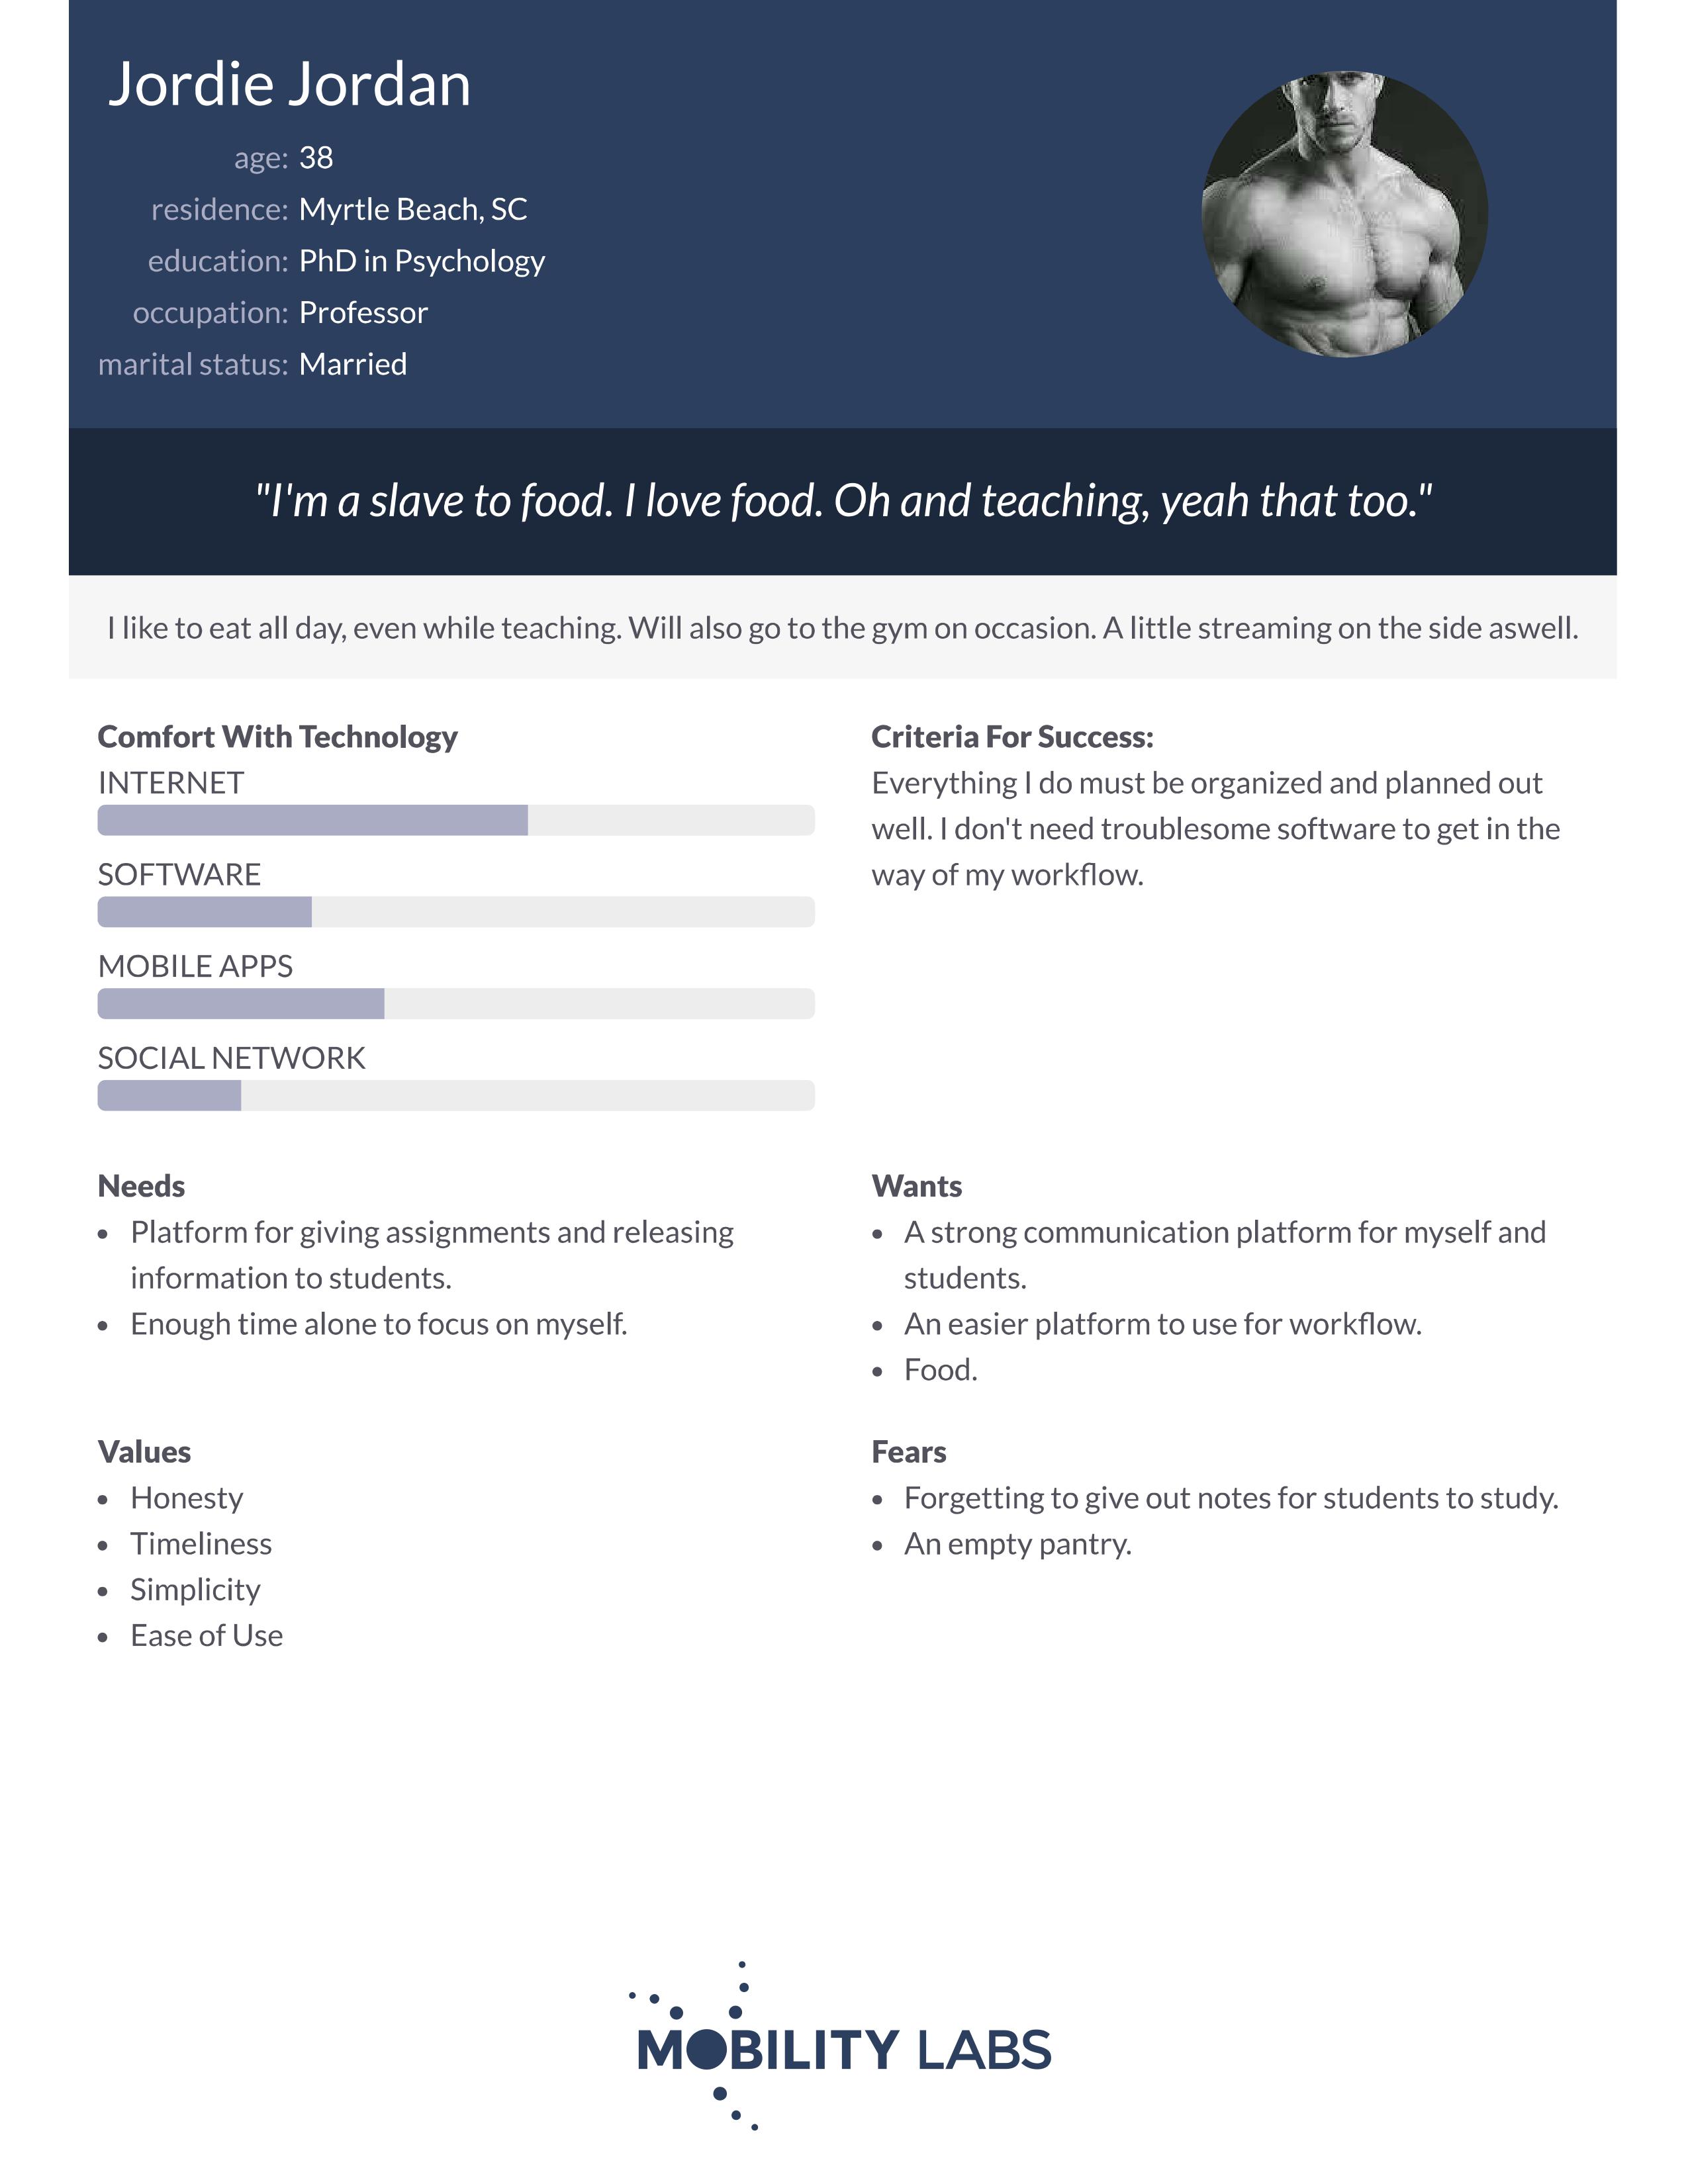 Jordie Jordan
age: 38
residence: Myrtle Beach, SC
education: PhD in Psychology
occupation: Professor
marital status: Married
"I'm a slave to food. I love food. Oh and teaching, yeah that too."
I like to eat all day, even while teaching. Will also go to the gym on occasion. A little streaming on the side aswell.
Comfort With Technology
INTERNET
SOFTWARE
MOBILE APPS
SOCIAL NETWORK
Criteria For Success:
Everything I do must be organized and planned out
well. I don't need troublesome software to get in the
way of my workflow.
Needs
• Platform for giving assignments and releasing
information to students.
• Enough time alone to focus on myself.
Wants
• A strong communication platform for myself and
students.
• An easier platform to use for workflow.
• Food.
Values
• Honesty
• Timeliness
• Simplicity
• Ease of Use
Fears
• Forgetting to give out notes for students to study.
• An empty pantry.
MOBILITY LABS